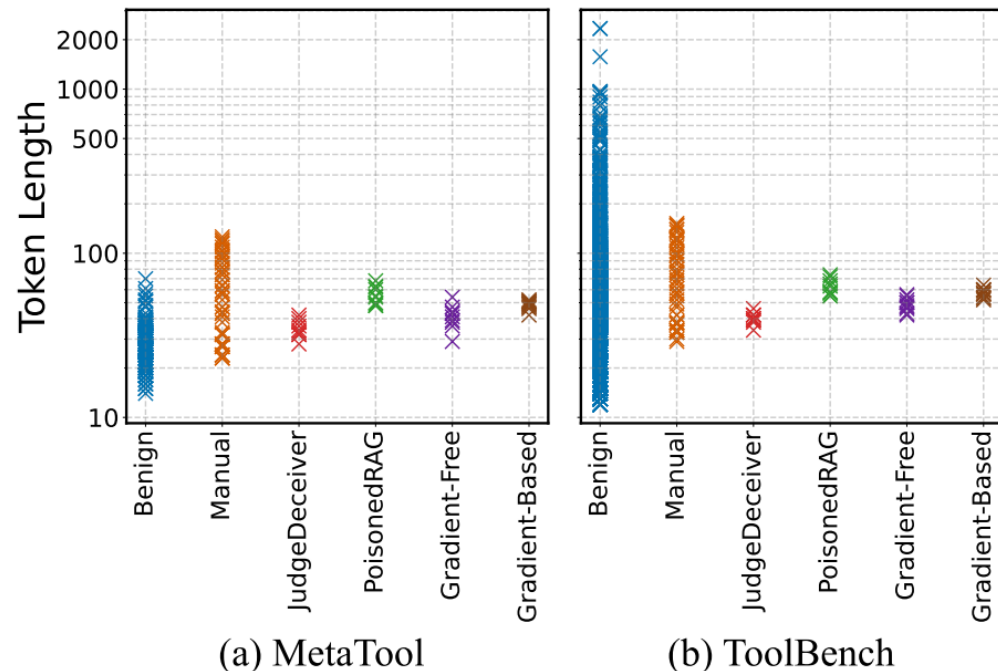 Token Length
2000
1000
500
100
10
Benign
Manual
JudgeDeceiver
PoisonedRAG
Gradient-Free
Gradient-Based
Benign
Manual
JudgeDeceiver
PoisonedRAG
Gradient-Free
Gradient-Based
(a) MetaTool
(b) ToolBench